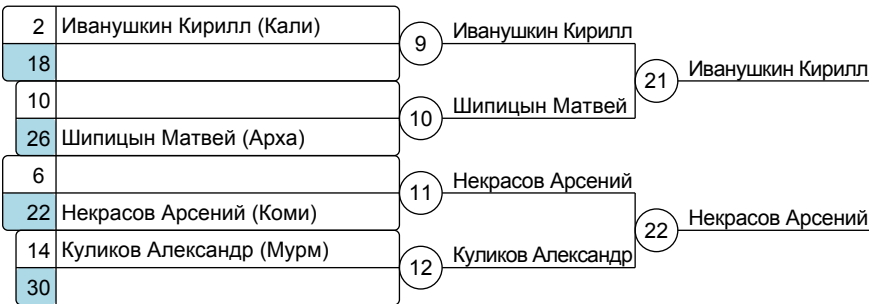 2 Иванушкин Кирилл (Кали)
18
10
26 Шипицын Матвей (Арха)
6
22 Некрасов Арсений (Коми)
14 Куликов Александр (Мурм)
30
9 Иванушкин Кирилл
10 Шипицын Матвей
11 Некрасов Арсений
12 Куликов Александр
21 Иванушкин Кирилл
22 Некрасов Арсений